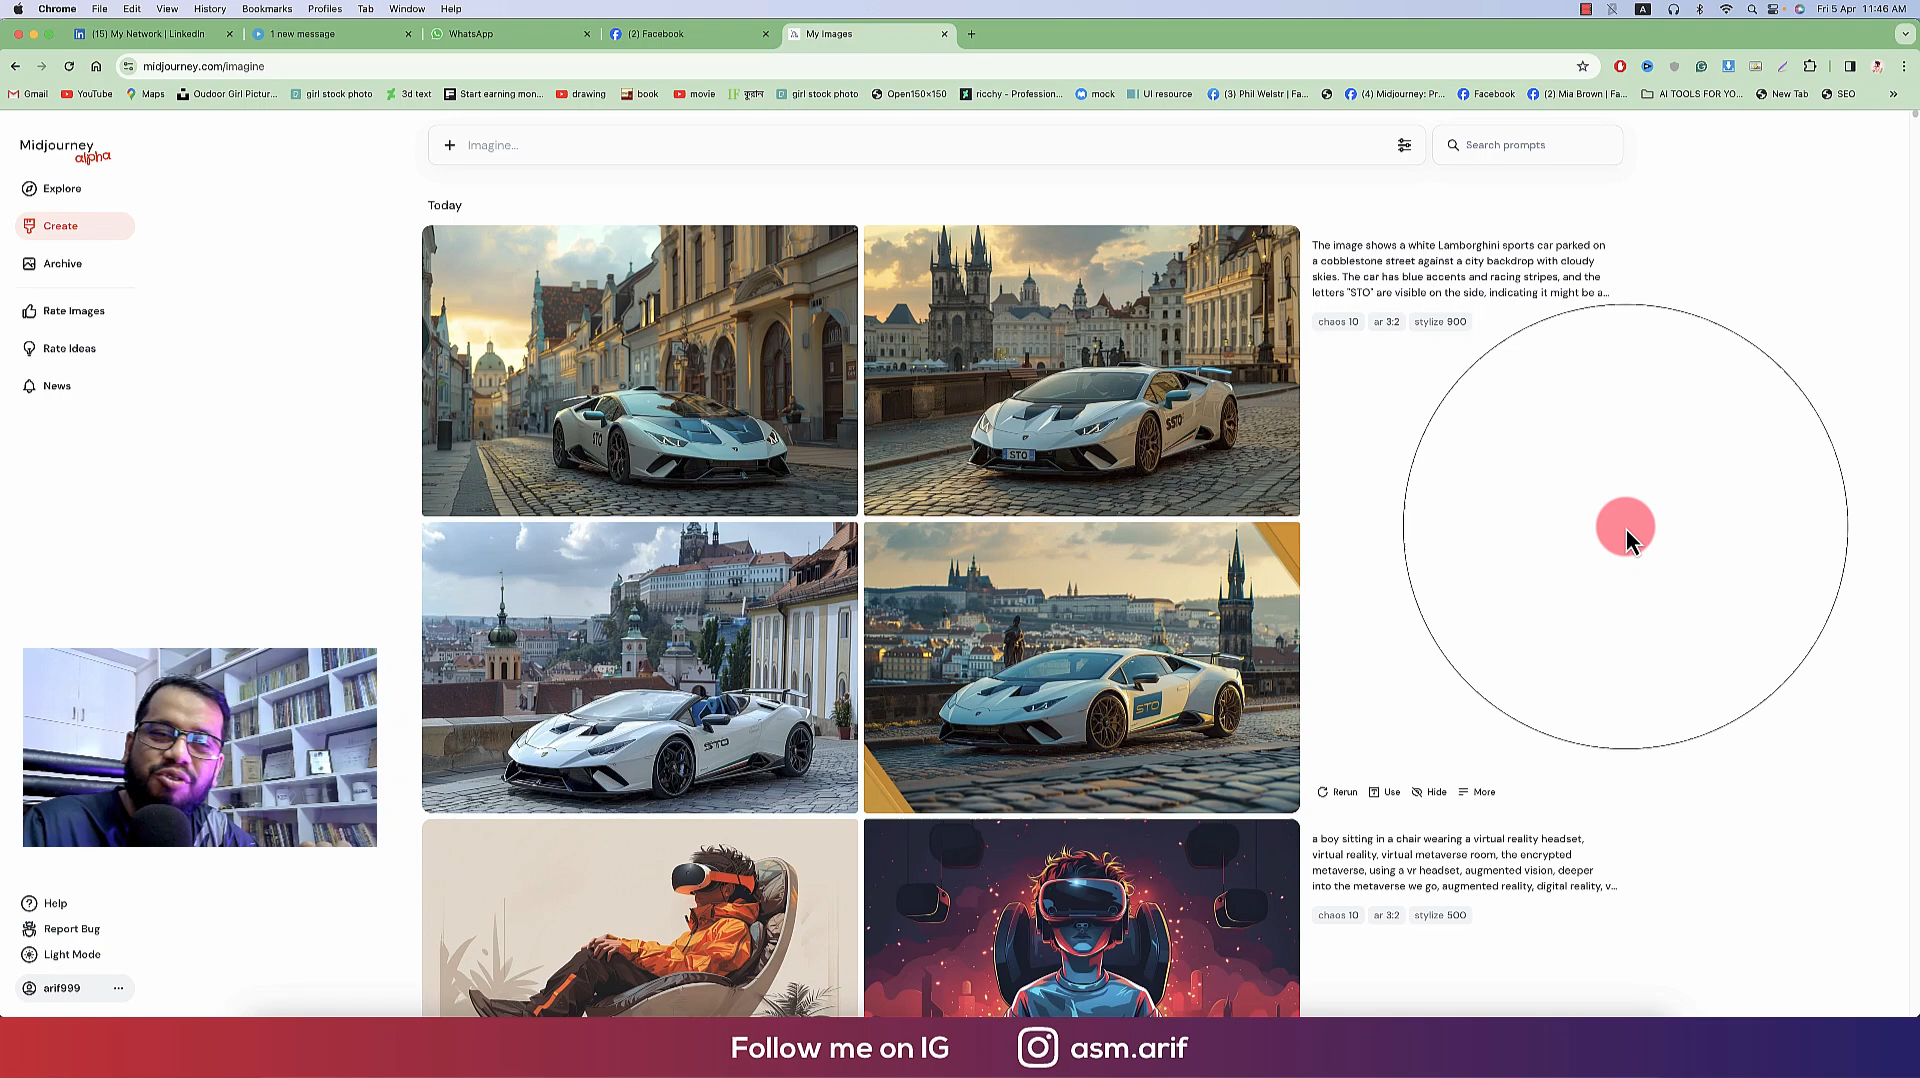 Chrome File Edit View History Bookmarks Profiles Tab Window Help
A Fri 5 Apr 11:46 AM
(15) My Network | LinkedIn
1 new message
WhatsApp
(2) Facebook
My Images
midjourney.com/imagine
Gmail YouTube Maps Oudoor Girl Pictur... girl stock photo 3d text Start earning mon... drawing book movie কুরআন girl stock photo Open150x150 ricchy - Profession... mock UI resource (3) Phil Welstr | Fa... (4) Midjourney: Pr... Facebook (2) Mia Brown | Fa... AI TOOLS FOR YO... New Tab SEO
Midjourney
alpha
Explore
Create
Archive
Rate Images
Rate Ideas
News
Imagine...
Search prompts
Today
The image shows a white Lamborghini sports car parked on
a cobblestone street against a city backdrop with cloudy
skies. The car has blue accents and racing stripes, and the
letters "STO" are visible on the side, indicating it might be a...
chaos 10 ar 3:2 stylize 900
STO
SSTO
STO
STO
STO
Rerun Use Hide More
a boy sitting in a chair wearing a virtual reality headset,
virtual reality, virtual metaverse room, the encrypted
metaverse, using a vr headset, augmented vision, deeper
into the metaverse we go, augmented reality, digital reality, v...
chaos 10 ar 3:2 stylize 500
Help
Report Bug
Light Mode
arif999
Follow me on IG asm.arif